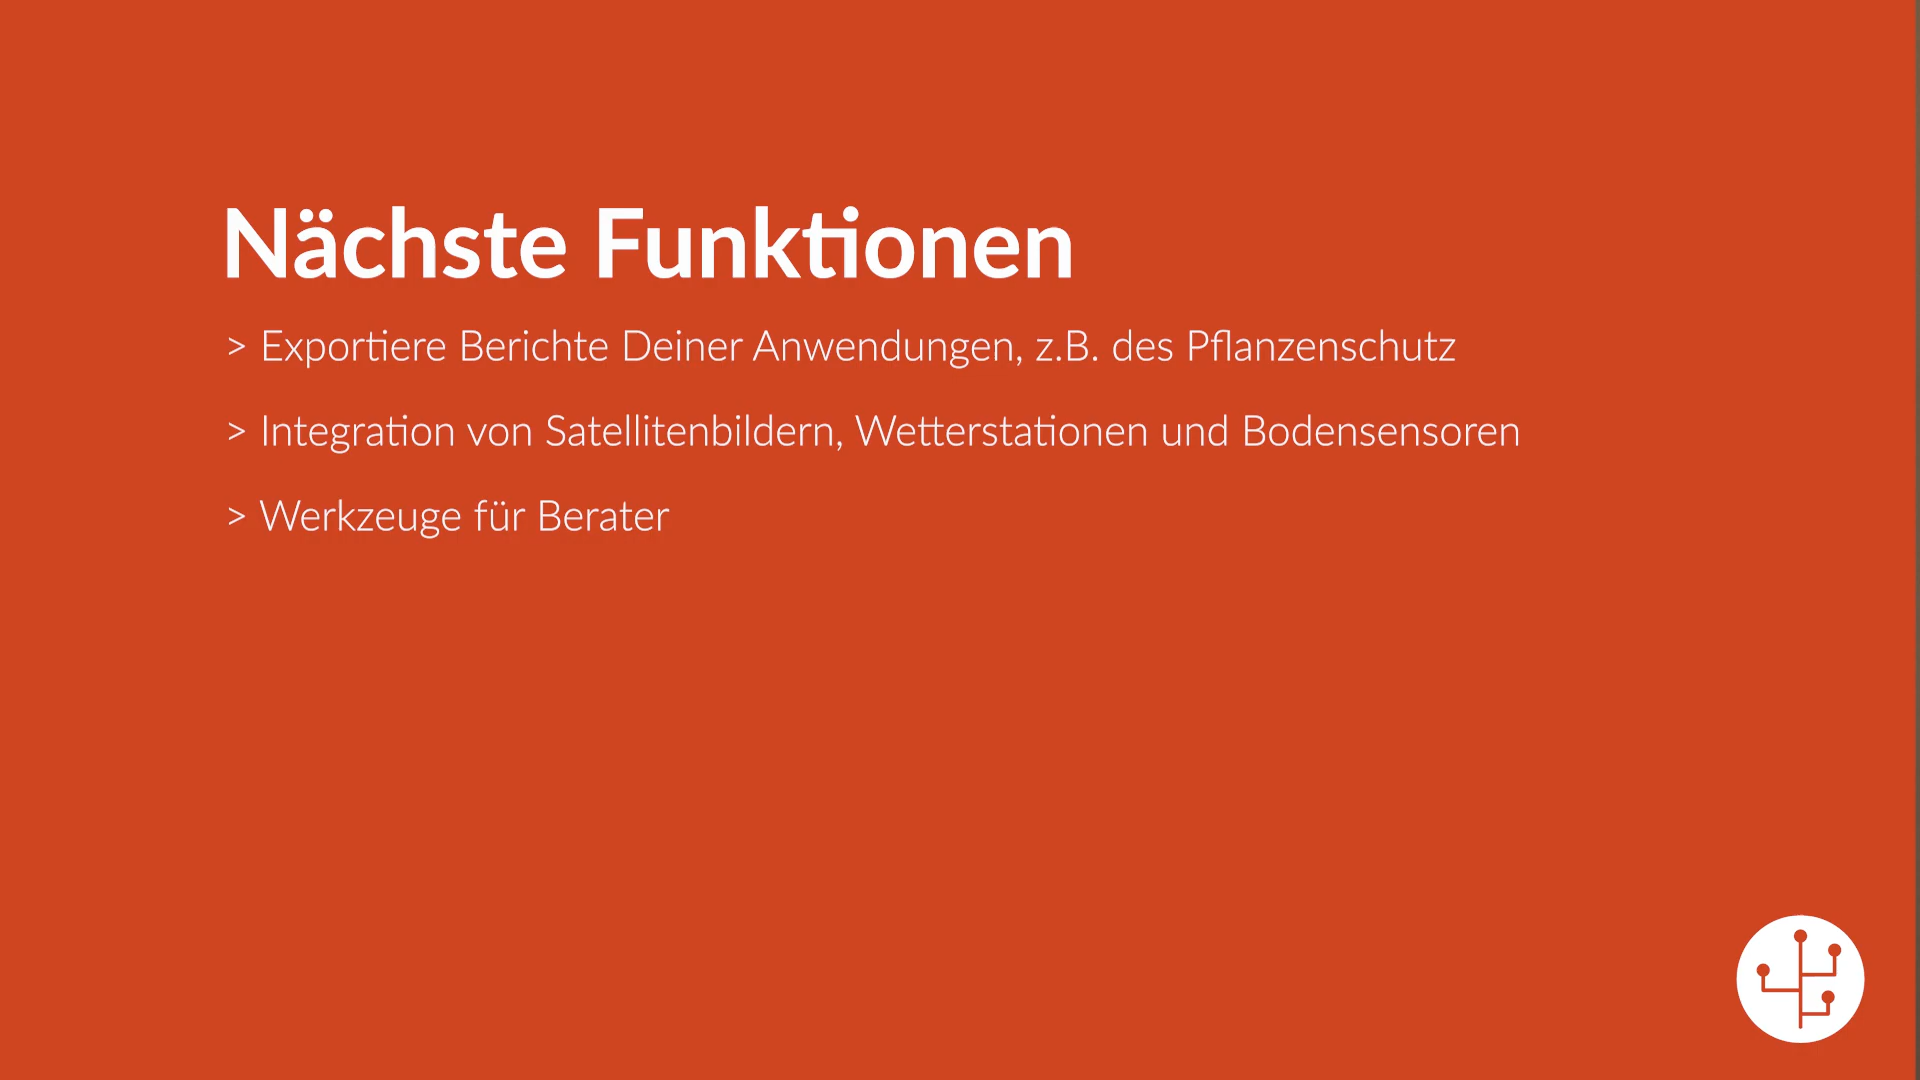 Nächste Funktionen
> Exportiere Berichte Deiner Anwendungen, z.B. des Pflanzenschutz
> Integration von Satellitenbildern, Wetterstationen und Bodensensoren
> Werkzeuge für Berater